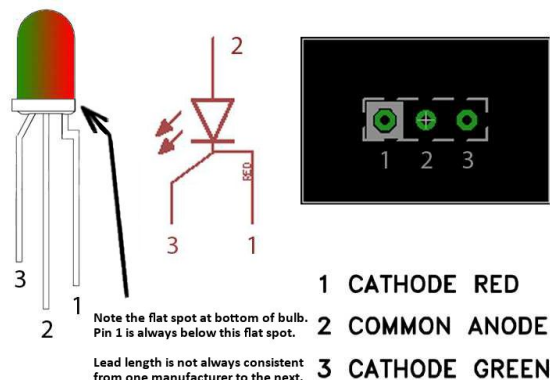 2
RED
3
1
1
2
3
3
2
1
Note the flat spot at bottom of bulb.
Pin 1 is always below this flat spot.
Lead length is not always consistent
from one manufacturer to the next.
1 CATHODE RED
2 COMMON ANODE
3 CATHODE GREEN